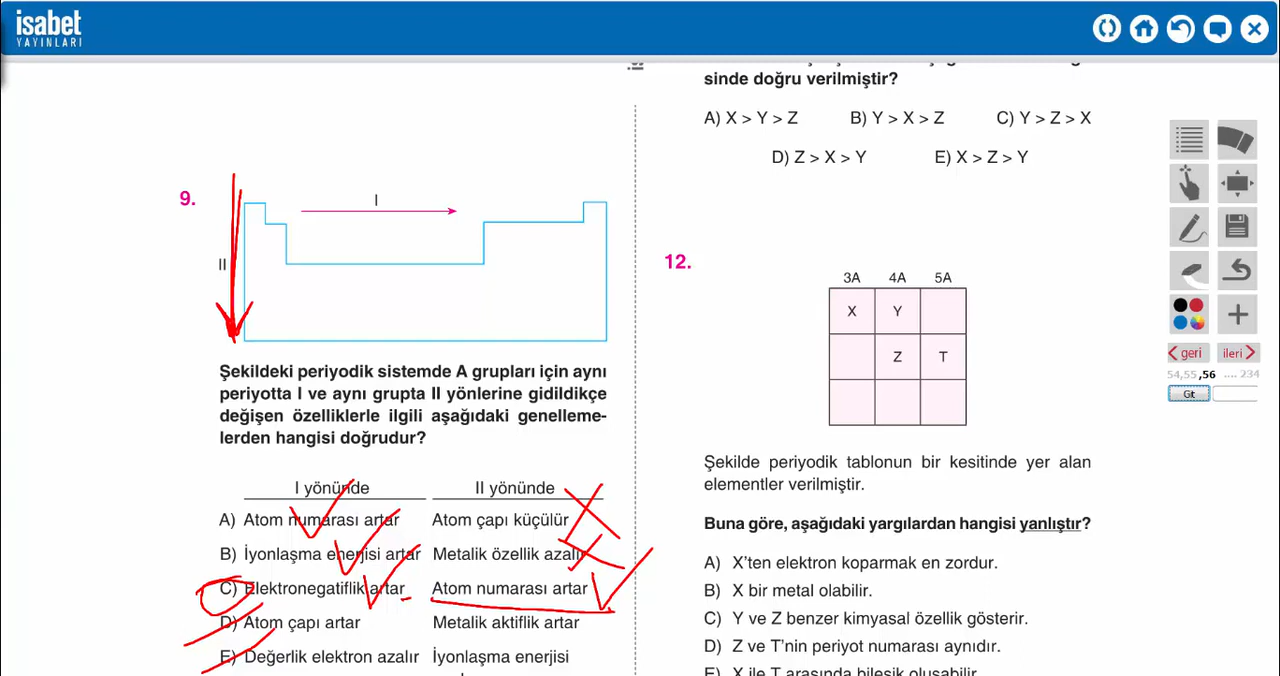 isabet
YAYINLARI
9.
I
II
Şekildeki periyodik sistemde A grupları için aynı
periyotta I ve aynı grupta II yönlerine gidildikçe
değişen özelliklerle ilgili aşağıdaki genelleme-
lerden hangisi doğrudur?
I yönünde II yönünde
A) Atom numarası artar Atom çapı küçülür
B) İyonlaşma enerjisi artar Metalik özellik azalır
C) Elektronegatiflik artar Atom numarası artar
D) Atom çapı artar Metalik aktiflik artar
E) Değerlik elektron azalır İyonlaşma enerjisi
sinde doğru verilmiştir?
A) X > Y > Z B) Y > X > Z C) Y > Z > X
D) Z > X > Y E) X > Z > Y
12.
3A 4A 5A
X Y
Z T
Şekilde periyodik tablonun bir kesitinde yer alan
elementler verilmiştir.
Buna göre, aşağıdaki yargılardan hangisi yanlıştır?
A) X'ten elektron koparmak en zordur.
B) X bir metal olabilir.
C) Y ve Z benzer kimyasal özellik gösterir.
D) Z ve T'nin periyot numarası aynıdır.
E) X ile T arasında bileşik oluşabilir.
geri ileri
54,55,56 .... 234
Git